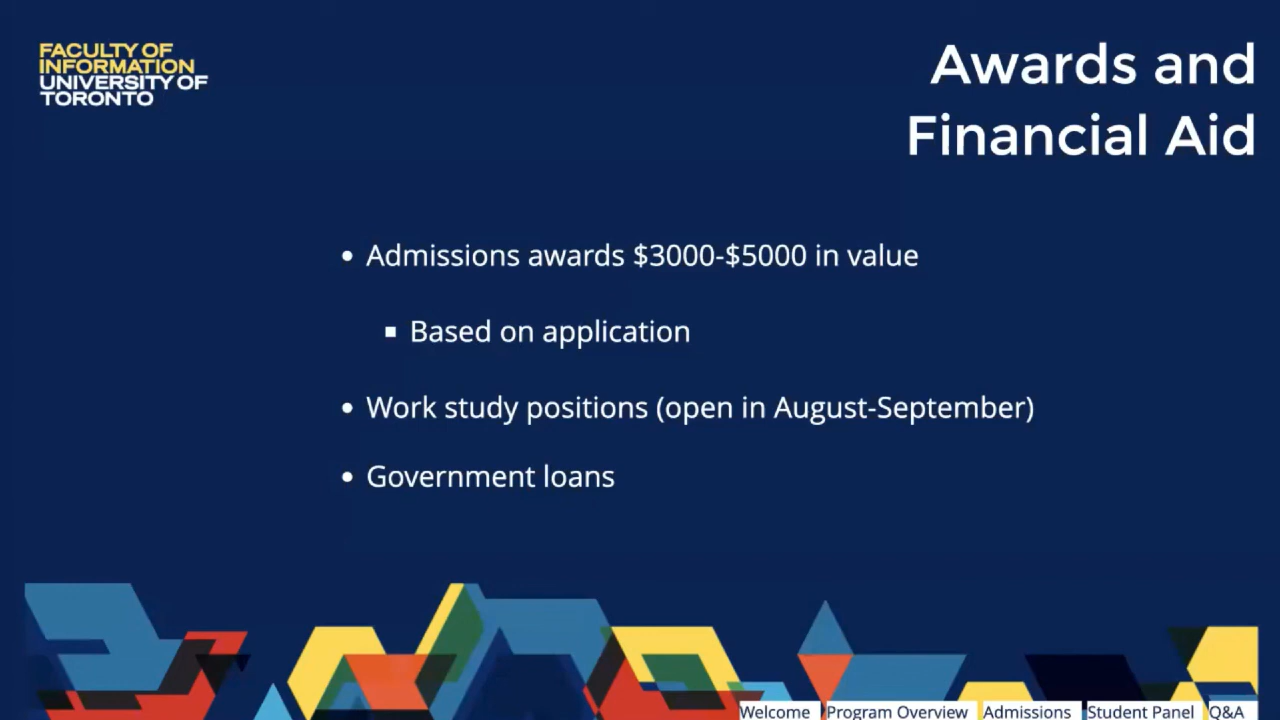 FACULTY OF
INFORMATION
UNIVERSITY OF
TORONTO
Awards and
Financial Aid
• Admissions awards $3000-$5000 in value
▪ Based on application
• Work study positions (open in August-September)
• Government loans
Welcome Program Overview Admissions Student Panel Q&A